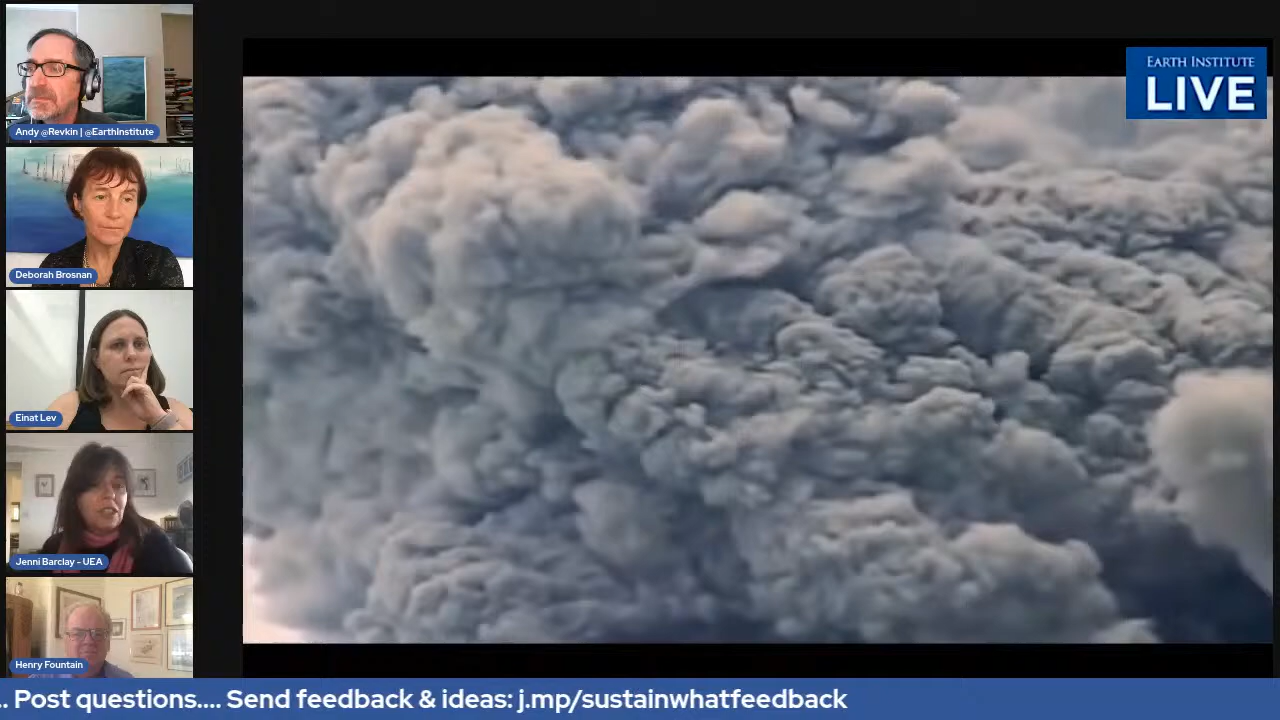 EARTH INSTITUTE
LIVE
Andy @Revkin | @EarthInstitute
Deborah Brosnan
Einat Lev
Jenni Barclay - UEA
Henry Fountain
.. Post questions.... Send feedback & ideas: j.mp/sustainwhatfeedback